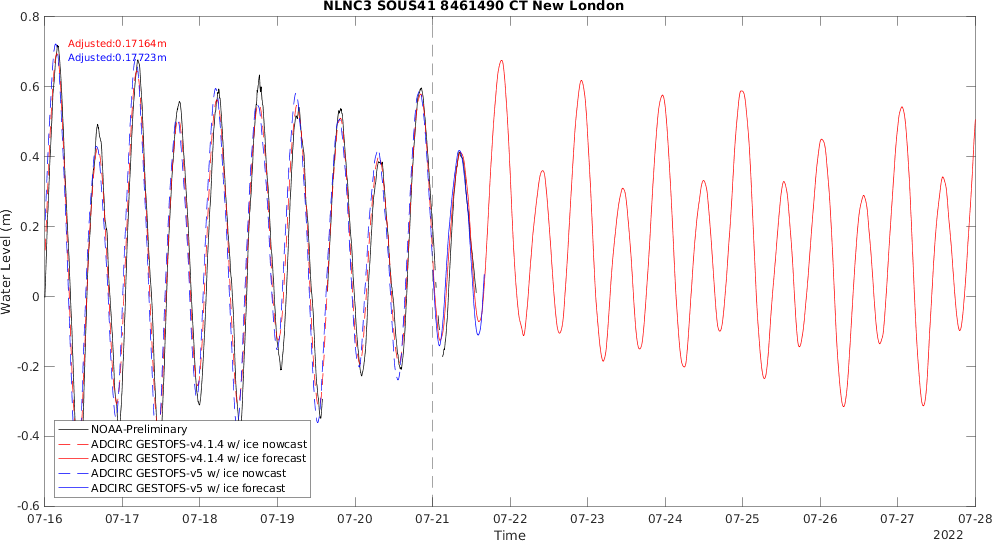 NLNC3 SOUS41 8461490 CT New London
0.8
0.6
0.4
0.2
0
-0.2
-0.4
-0.6
Water Level (m)
Adjusted:0.17164m
Adjusted:0.17723m
NOAA-Preliminary
ADCIRC GESTOFS-v4.1.4 w/ ice nowcast
ADCIRC GESTOFS-v4.1.4 w/ ice forecast
ADCIRC GESTOFS-v5 w/ ice nowcast
ADCIRC GESTOFS-v5 w/ ice forecast
07-16 07-17 07-18 07-19 07-20 07-21 07-22 07-23 07-24 07-25 07-26 07-27 07-28
Time
2022